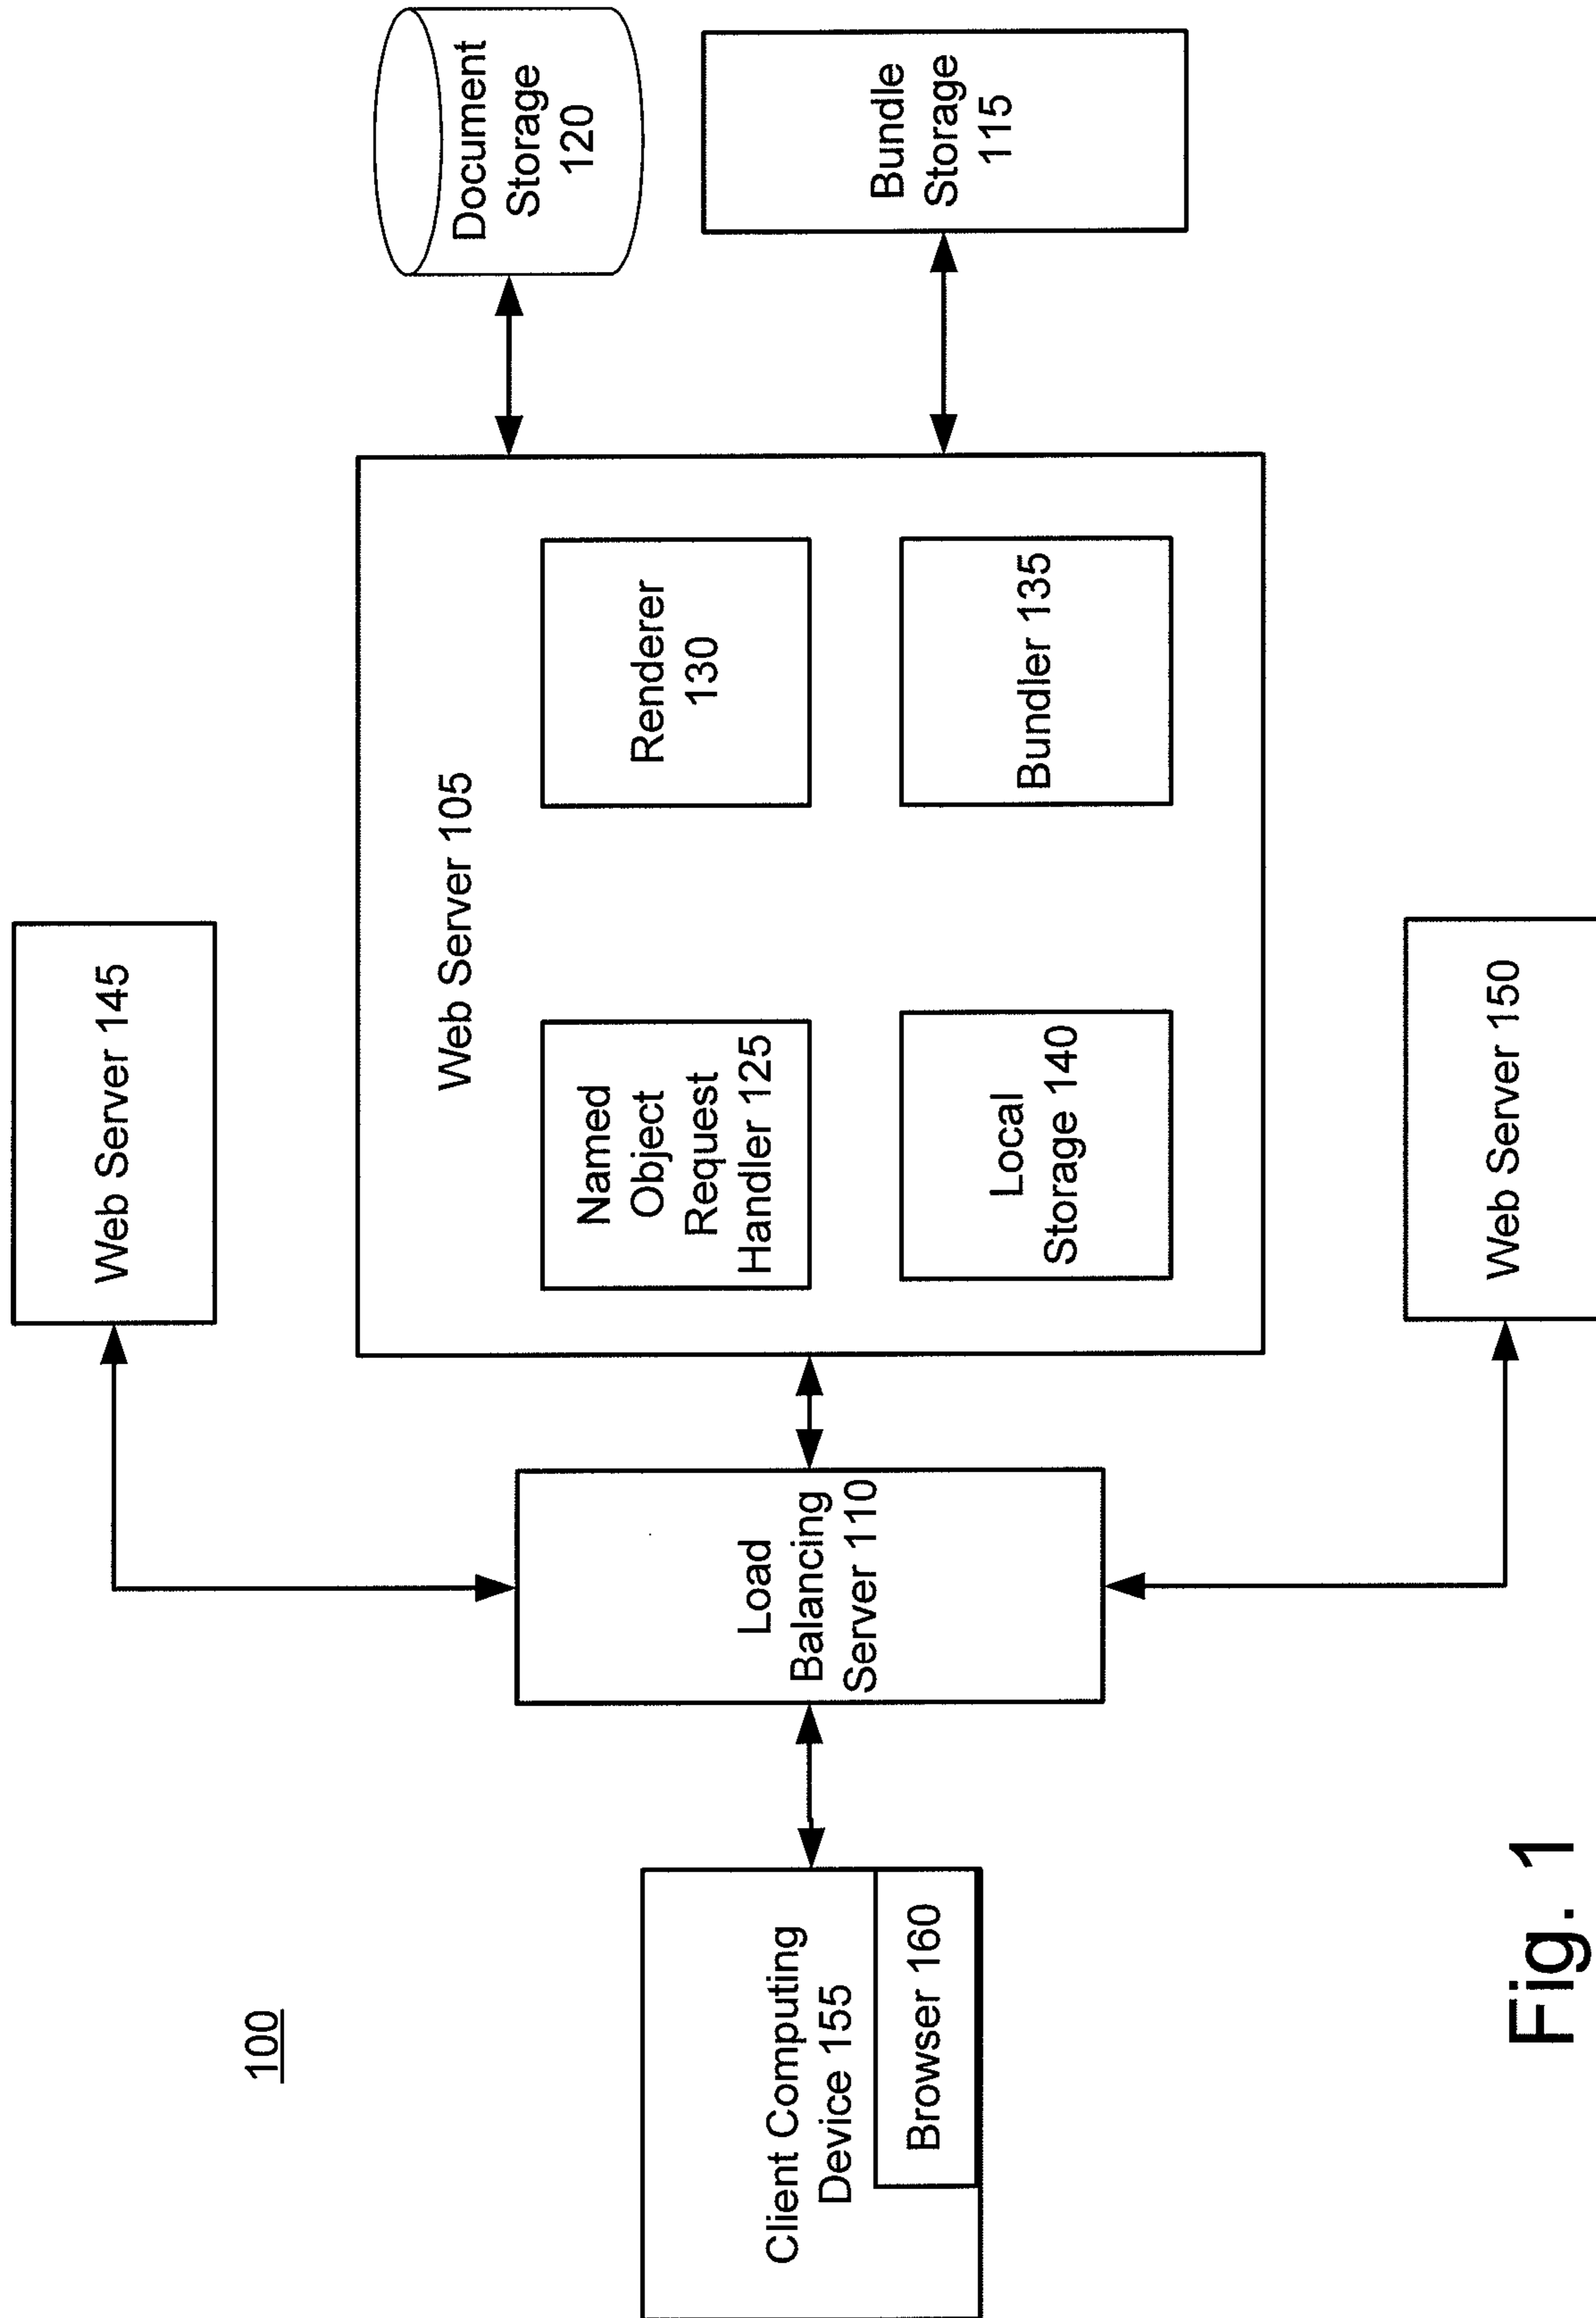 100
Web Server 145
Document
Storage
120
Web Server 105
Named
Object
Request
Handler 125
Renderer
130
Client Computing
Device 155
Browser 160
Load
Balancing
Server 110
Local
Storage 140
Bundler 135
Bundle
Storage
115
Web Server 150
Fig. 1